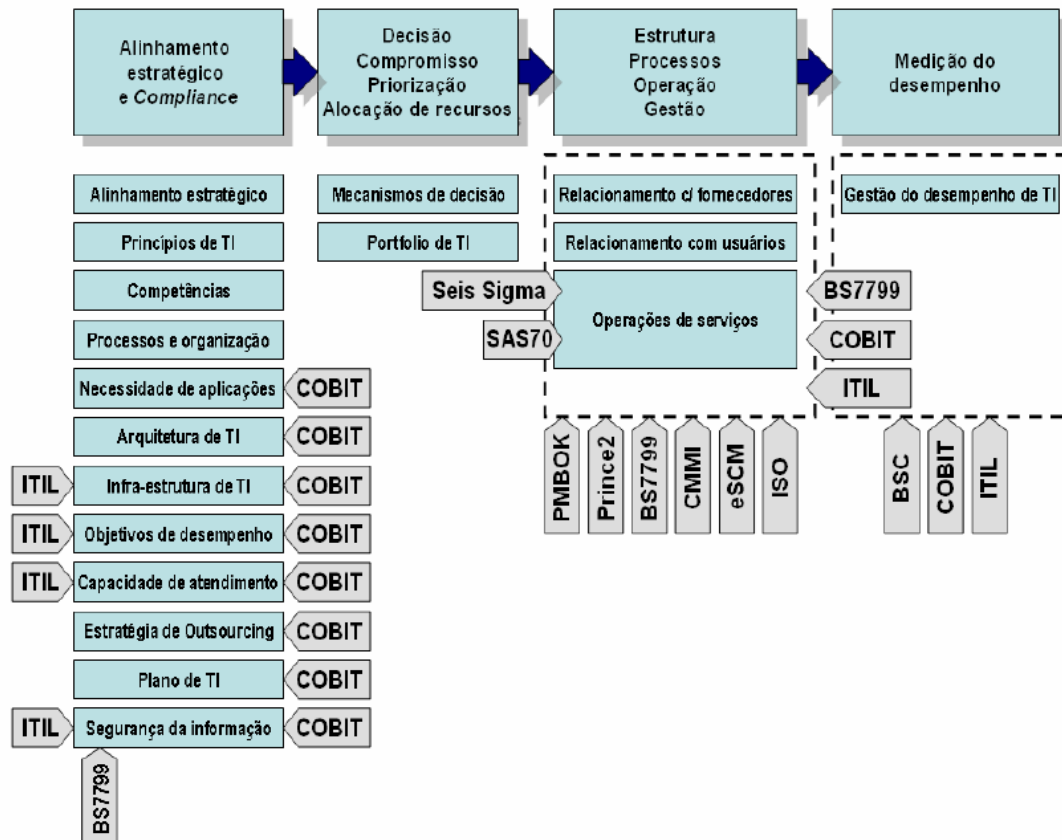 Alinhamento
estratégico
e Compliance
Decisão
Compromisso
Priorização
Alocação de recursos
Estrutura
Processos
Operação
Gestão
Medição do
desempenho
Alinhamento estratégico
Princípios de TI
Competências
Processos e organização
Necessidade de aplicações
COBIT
Arquitetura de TI
COBIT
ITIL
Infra-estrutura de TI
COBIT
ITIL
Objetivos de desempenho
COBIT
ITIL
Capacidade de atendimento
COBIT
Estratégia de Outsourcing
COBIT
Plano de TI
COBIT
ITIL
Segurança da informação
COBIT
BS7799
Mecanismos de decisão
Portfolio de TI
Relacionamento c/ fornecedores
Relacionamento com usuários
Seis Sigma
SAS70
Operações de serviços
BS7799
COBIT
ITIL
PMBOK
Prince2
BS7799
CMMI
eSCM
ISO
Gestão do desempenho de TI
BSC
COBIT
ITIL